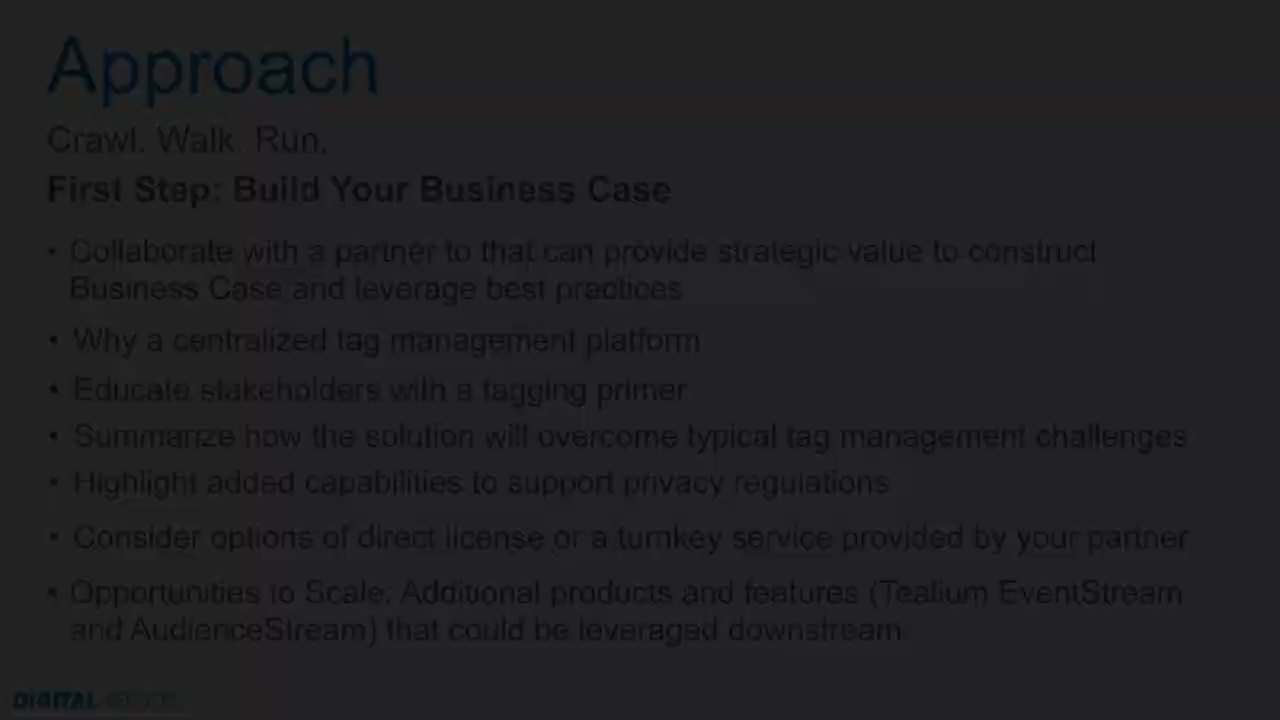 Approach
Crawl. Walk. Run.
First Step: Build Your Business Case
• Collaborate with a partner to that can provide strategic value to construct
Business Case and leverage best practices
• Why a centralized tag management platform
• Educate stakeholders with a tagging primer
• Summarize how the solution will overcome typical tag management challenges
• Highlight added capabilities to support privacy regulations
• Consider options of direct license or a turnkey service provided by your partner
• Opportunities to Scale: Additional products and features (Tealium EventStream
and AudienceStream) that could be leveraged downstream
DIGITAL